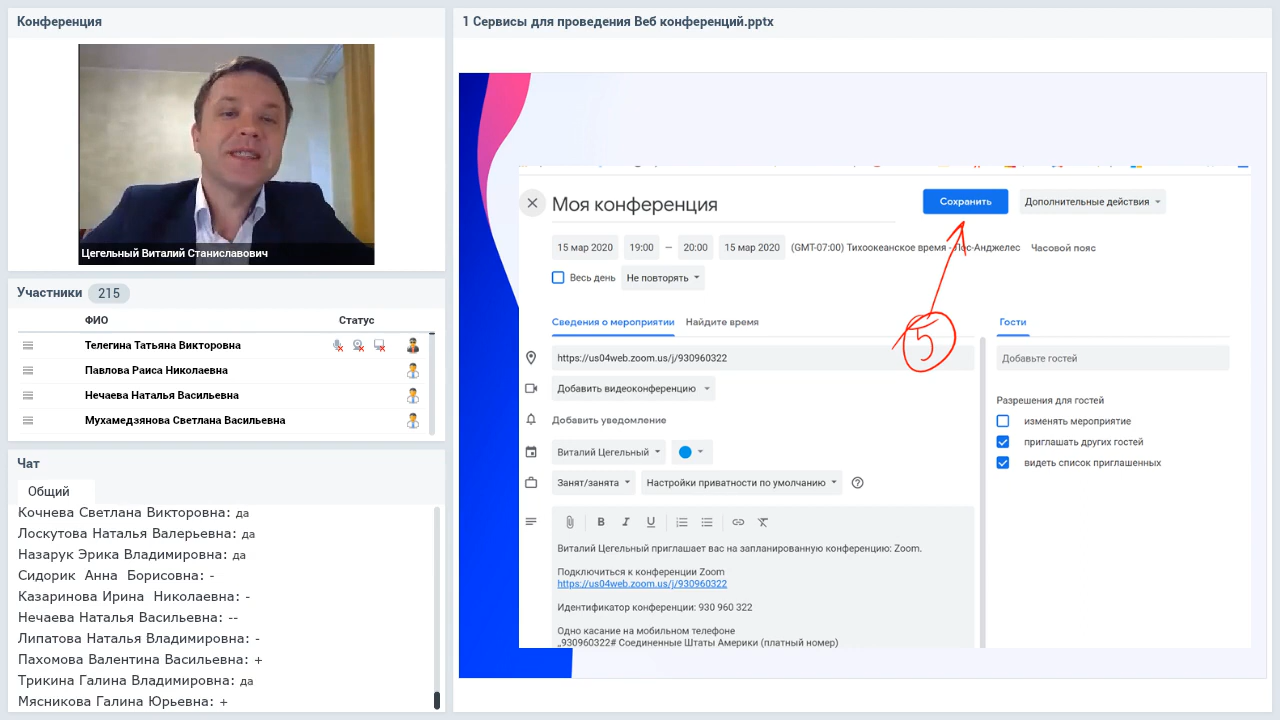 Конференция
Цегельный Виталий Станиславович
Участники 215
ФИО Статус
Телегина Татьяна Викторовна
Павлова Раиса Николаевна
Нечаева Наталья Васильевна
Мухамедзянова Светлана Васильевна
Чат
Общий
Кочнева Светлана Викторовна: да
Лоскутова Наталья Валерьевна: да
Назарук Эрика Владимировна: да
Сидорик Анна Борисовна: -
Казаринова Ирина Николаевна: -
Нечаева Наталья Васильевна: --
Липатова Наталья Владимировна: -
Пахомова Валентина Васильевна: +
Трикина Галина Владимировна: да
Мясникова Галина Юрьевна: +
1 Сервисы для проведения Веб конференций.pptx
Моя конференция
Сохранить
Дополнительные действия
15 мар 2020 19:00 — 20:00 15 мар 2020 (GMT-07:00) Тихоокеанское время - Лос-Анджелес Часовой пояс
Весь день Не повторять
5
Сведения о мероприятии Найдите время
https://us04web.zoom.us/j/930960322
Добавить видеоконференцию
Добавить уведомление
Виталий Цегельный
Занят/занята Настройки приватности по умолчанию ?
B I U
Виталий Цегельный приглашает вас на запланированную конференцию: Zoom.
Подключиться к конференции Zoom
https://us04web.zoom.us/j/930960322
Идентификатор конференции: 930 960 322
Одно касание на мобильном телефоне
,,930960322# Соединенные Штаты Америки (платный номер)
Гости
Добавьте гостей
Разрешения для гостей
изменять мероприятие
приглашать других гостей
видеть список приглашенных